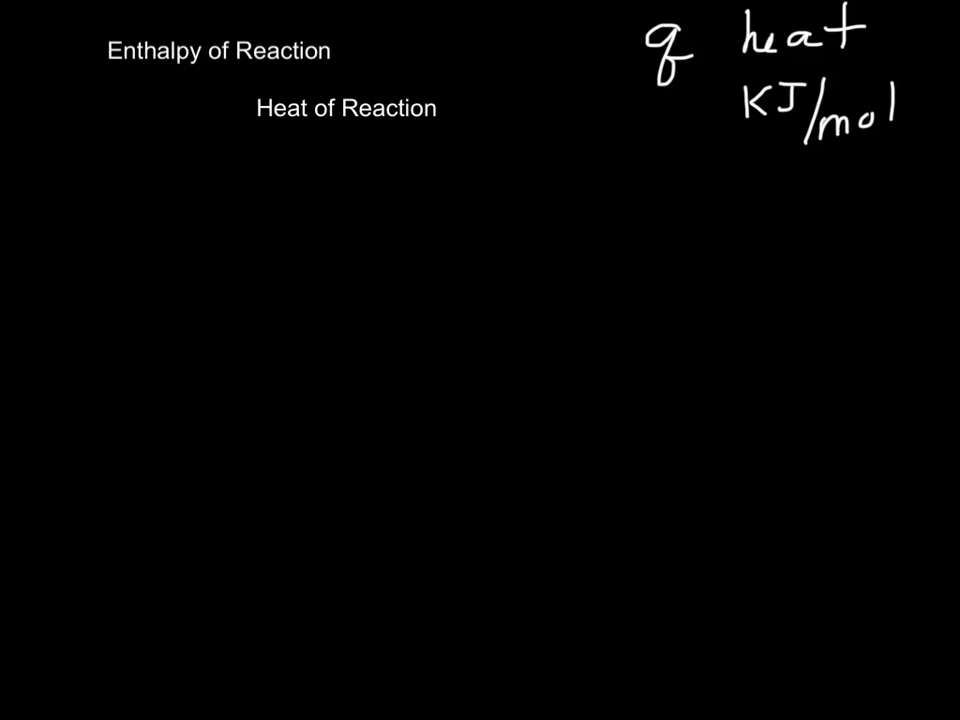 Enthalpy of Reaction
q heat
Heat of Reaction
KJ/mol